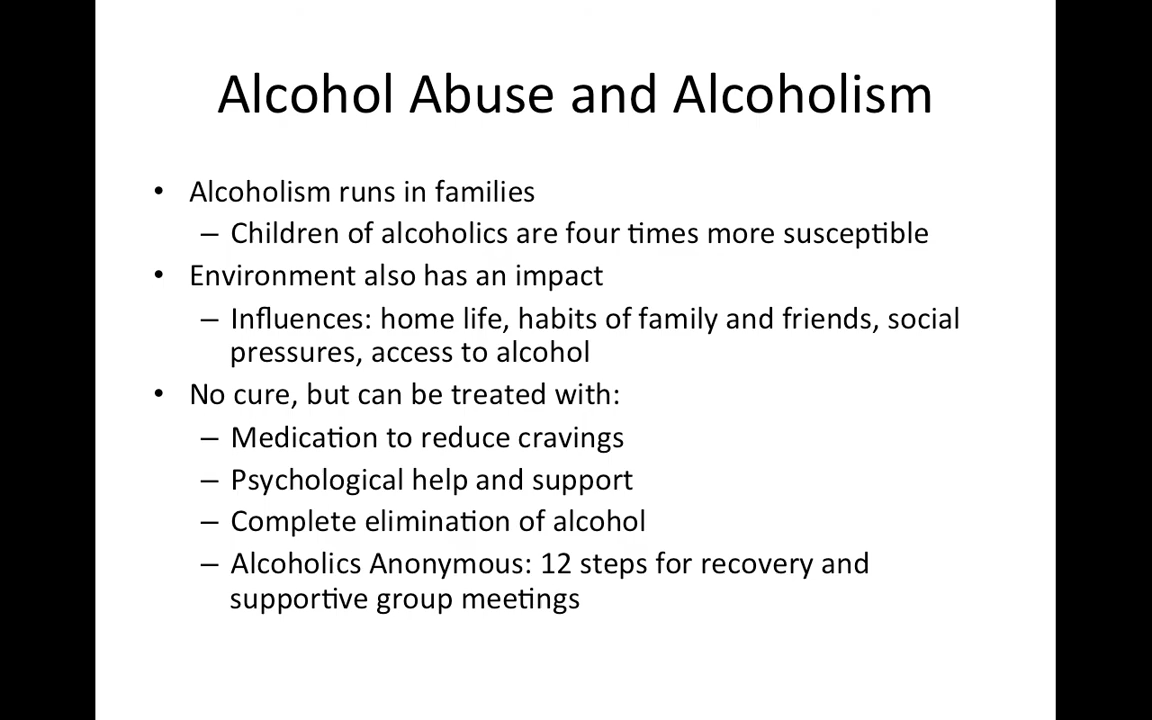 Alcohol Abuse and Alcoholism
• Alcoholism runs in families
– Children of alcoholics are four times more susceptible
• Environment also has an impact
– Influences: home life, habits of family and friends, social
pressures, access to alcohol
• No cure, but can be treated with:
– Medication to reduce cravings
– Psychological help and support
– Complete elimination of alcohol
– Alcoholics Anonymous: 12 steps for recovery and
supportive group meetings